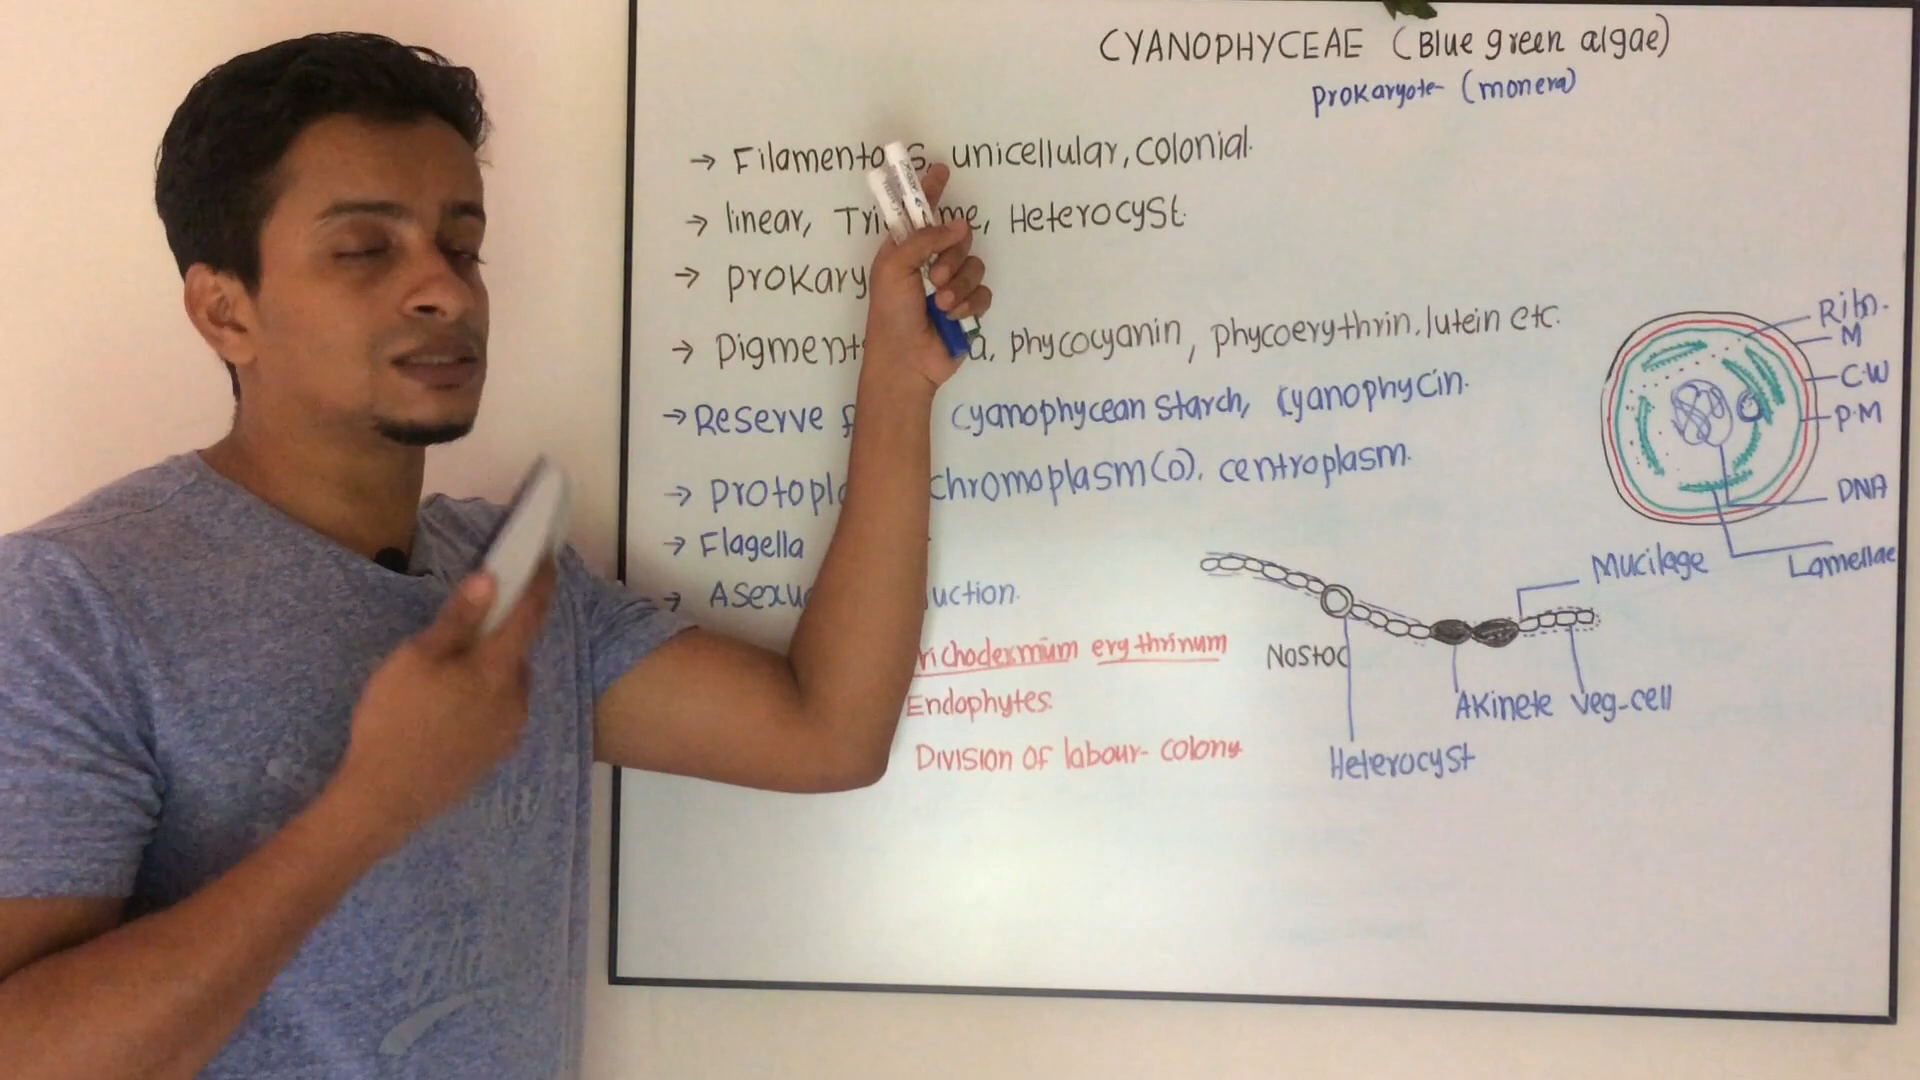 CYANOPHYCEAE (Blue green algae)
prokaryote- (monera)
→ Filamento s, unicellular, colonial.
→ linear, Tri me, Heterocyst.
→ prokary
→ pigment a, phycocyanin, phycoerythrin, lutein etc.
→ Reserve f cyanophycean starch, cyanophycin.
→ protopla chromoplasm(o). centroplasm.
→ Flagella
→ Asexu uction.
richodesmium erythrinum
Endophytes.
Division of labour- colony
Ribo.
M
C.W
P.M
DNA
Lamellae
Mucilage
Nostoc
Akinete veg-cell
Heterocyst